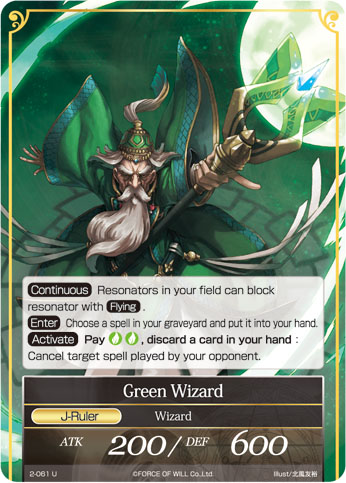 Continuous Resonators in your field can block
resonator with Flying .
Enter Choose a spell in your graveyard and put it into your hand.
Activate Pay , discard a card in your hand :
Cancel target spell played by your opponent.
Green Wizard
J-Ruler Wizard
ATK 200 / DEF 600
2-061 U ©FORCE OF WILL Co.,Ltd. Illust/北風友裕